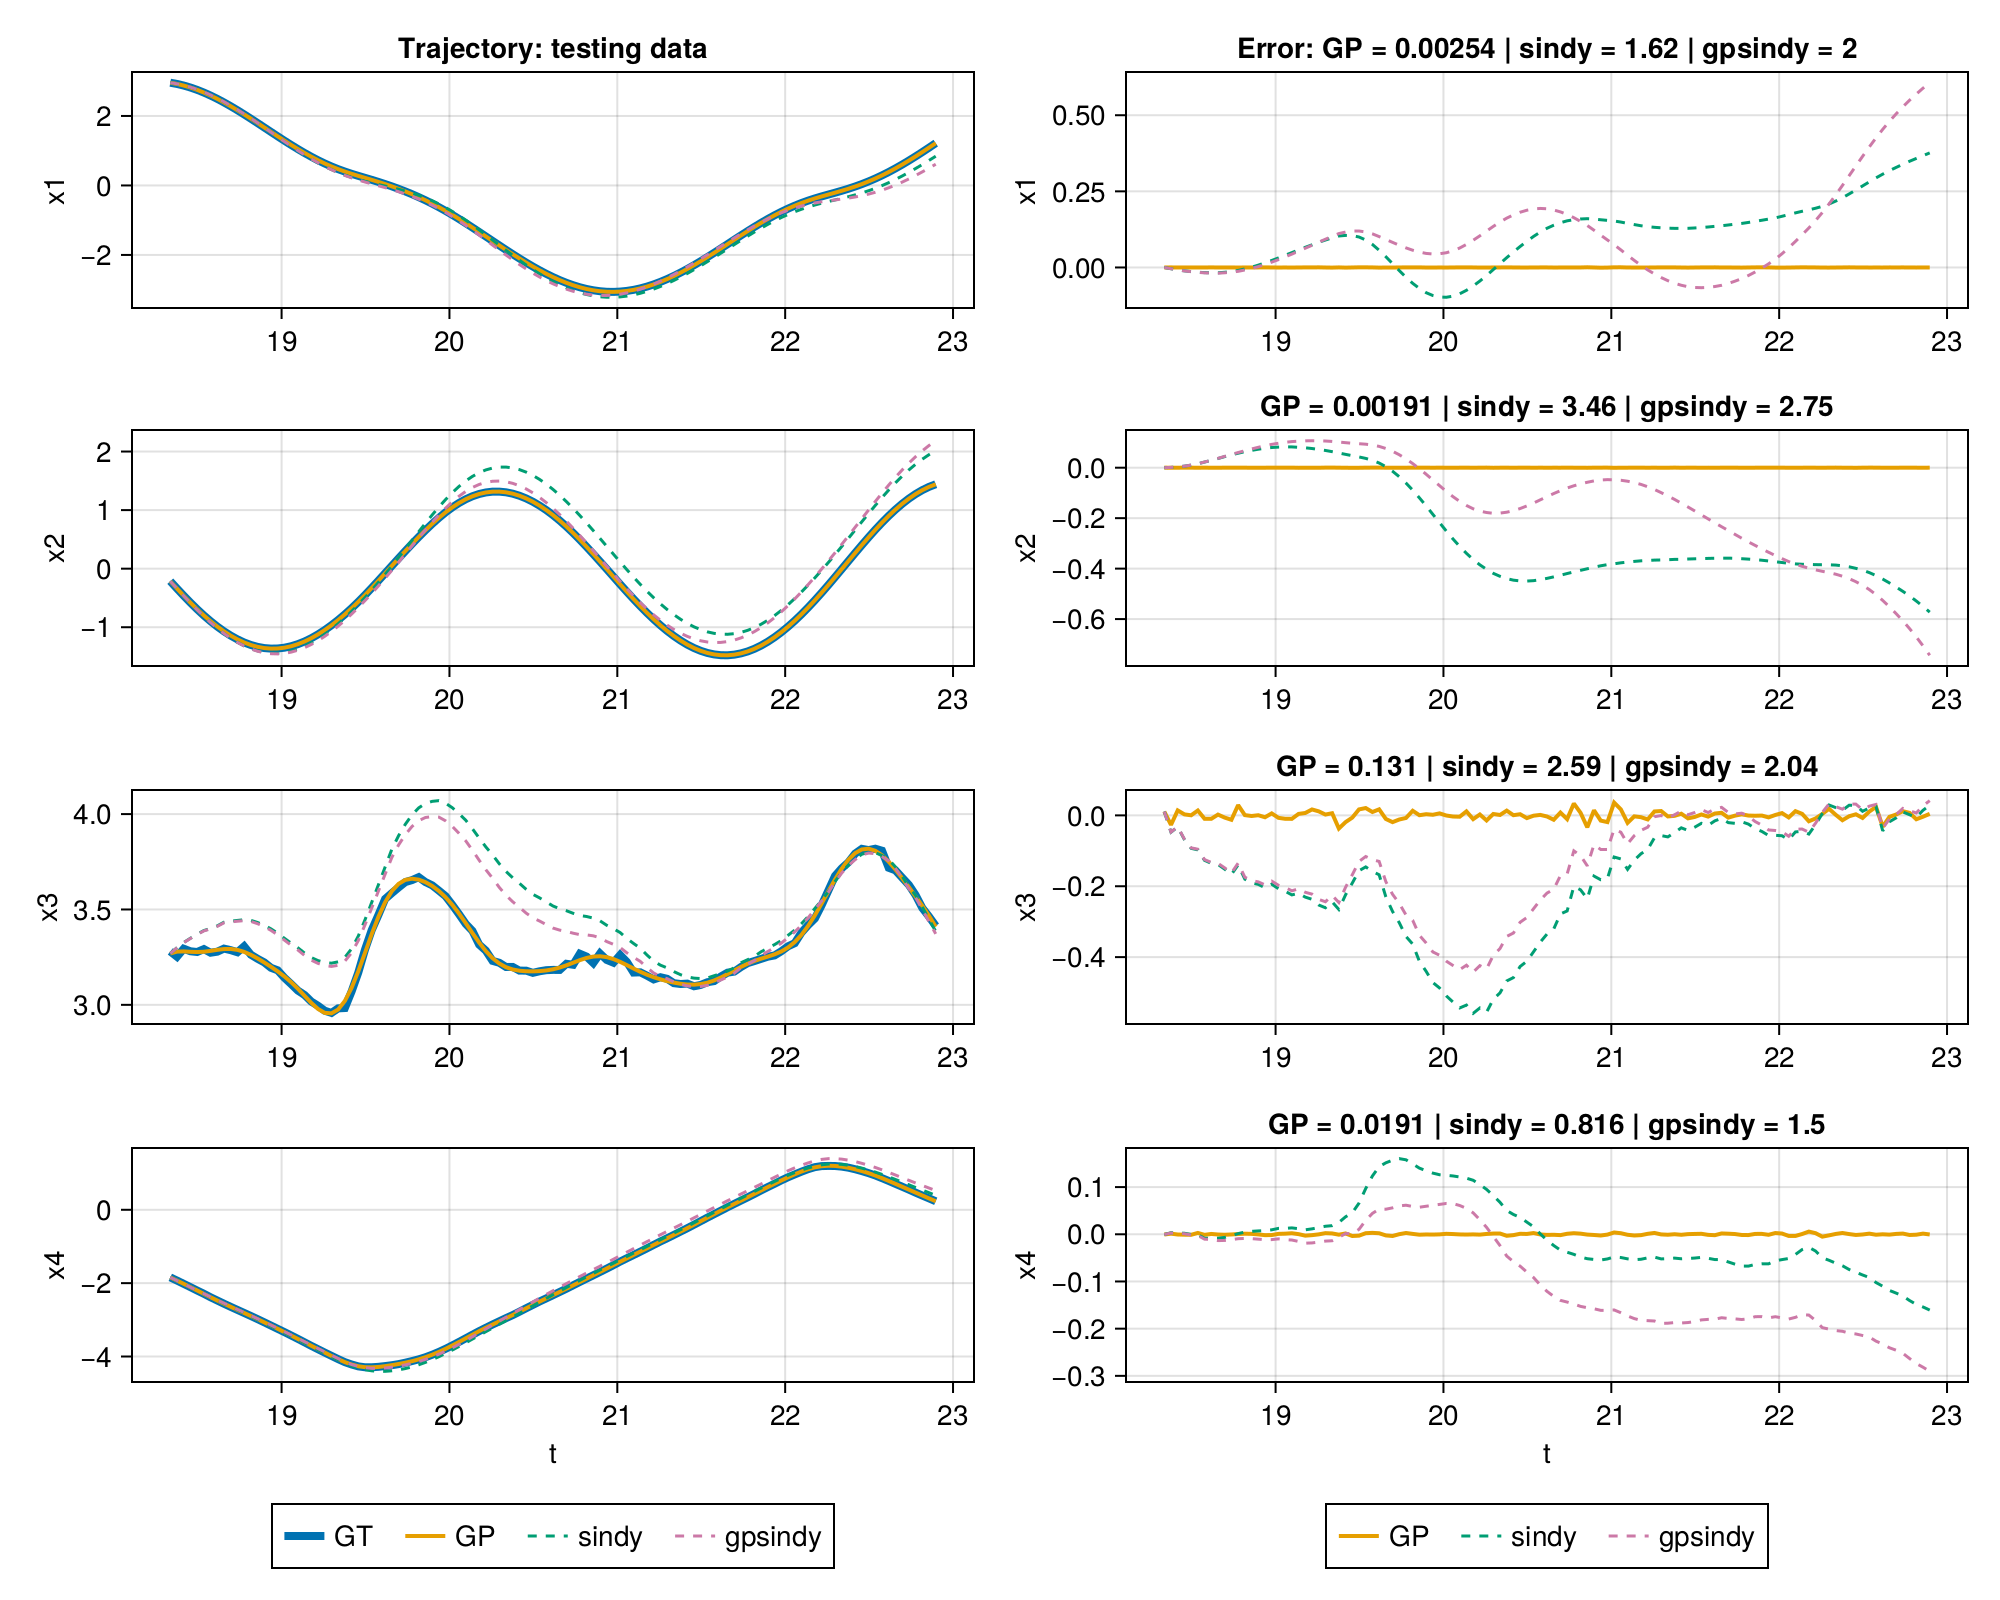 Trajectory: testing data
x1
2
0
−2
19 20 21 22 23
Error: GP = 0.00254 | sindy = 1.62 | gpsindy = 2
x1
0.50
0.25
0.00
19 20 21 22 23
x2
2
1
0
−1
19 20 21 22 23
GP = 0.00191 | sindy = 3.46 | gpsindy = 2.75
x2
0.0
−0.2
−0.4
−0.6
19 20 21 22 23
x3
4.0
3.5
3.0
19 20 21 22 23
GP = 0.131 | sindy = 2.59 | gpsindy = 2.04
x3
0.0
−0.2
−0.4
19 20 21 22 23
x4
0
−2
−4
19 20 21 22 23
t
GP = 0.0191 | sindy = 0.816 | gpsindy = 1.5
x4
0.1
0.0
−0.1
−0.2
−0.3
19 20 21 22 23
t
GT GP sindy gpsindy
GP sindy gpsindy